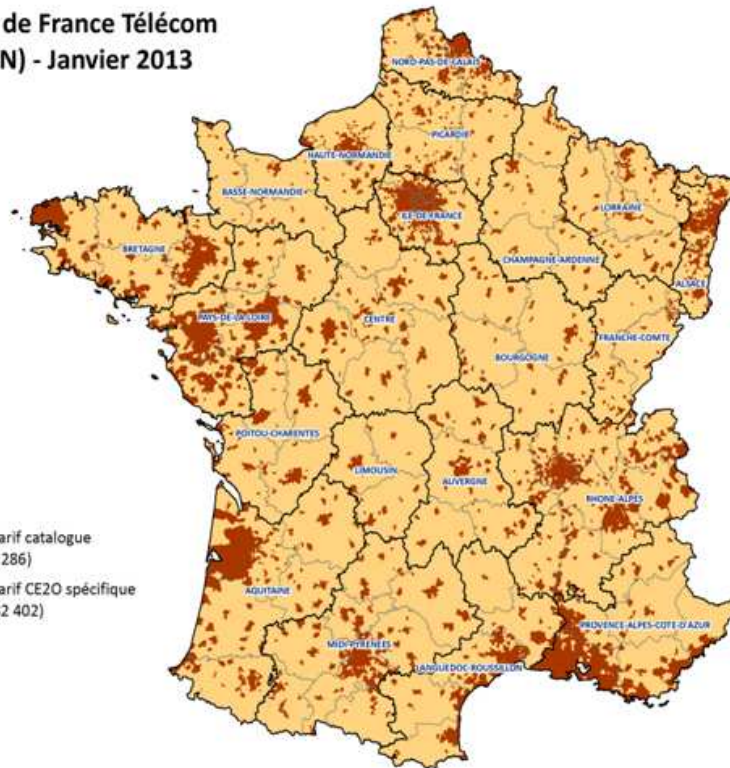 de France Télécom
N) - Janvier 2013
NORD-PAS-DE-CALAIS
PICARDIE
HAUTE-NORMANDIE
BASSE-NORMANDIE
ILE-DE-FRANCE
LORRAINE
BRETAGNE
CHAMPAGNE-ARDENNE
ALSACE
PAYS-DE-LA-LOIRE
CENTRE
FRANCHE-COMTE
BOURGOGNE
POITOU-CHARENTES
LIMOUSIN
AUVERGNE
RHONE-ALPES
arif catalogue
286)
arif CE2O spécifique
2 402)
AQUITAINE
PROVENCE-ALPES-COTE-D'AZUR
MIDI-PYRENEES
LANGUEDOC-ROUSSILLON